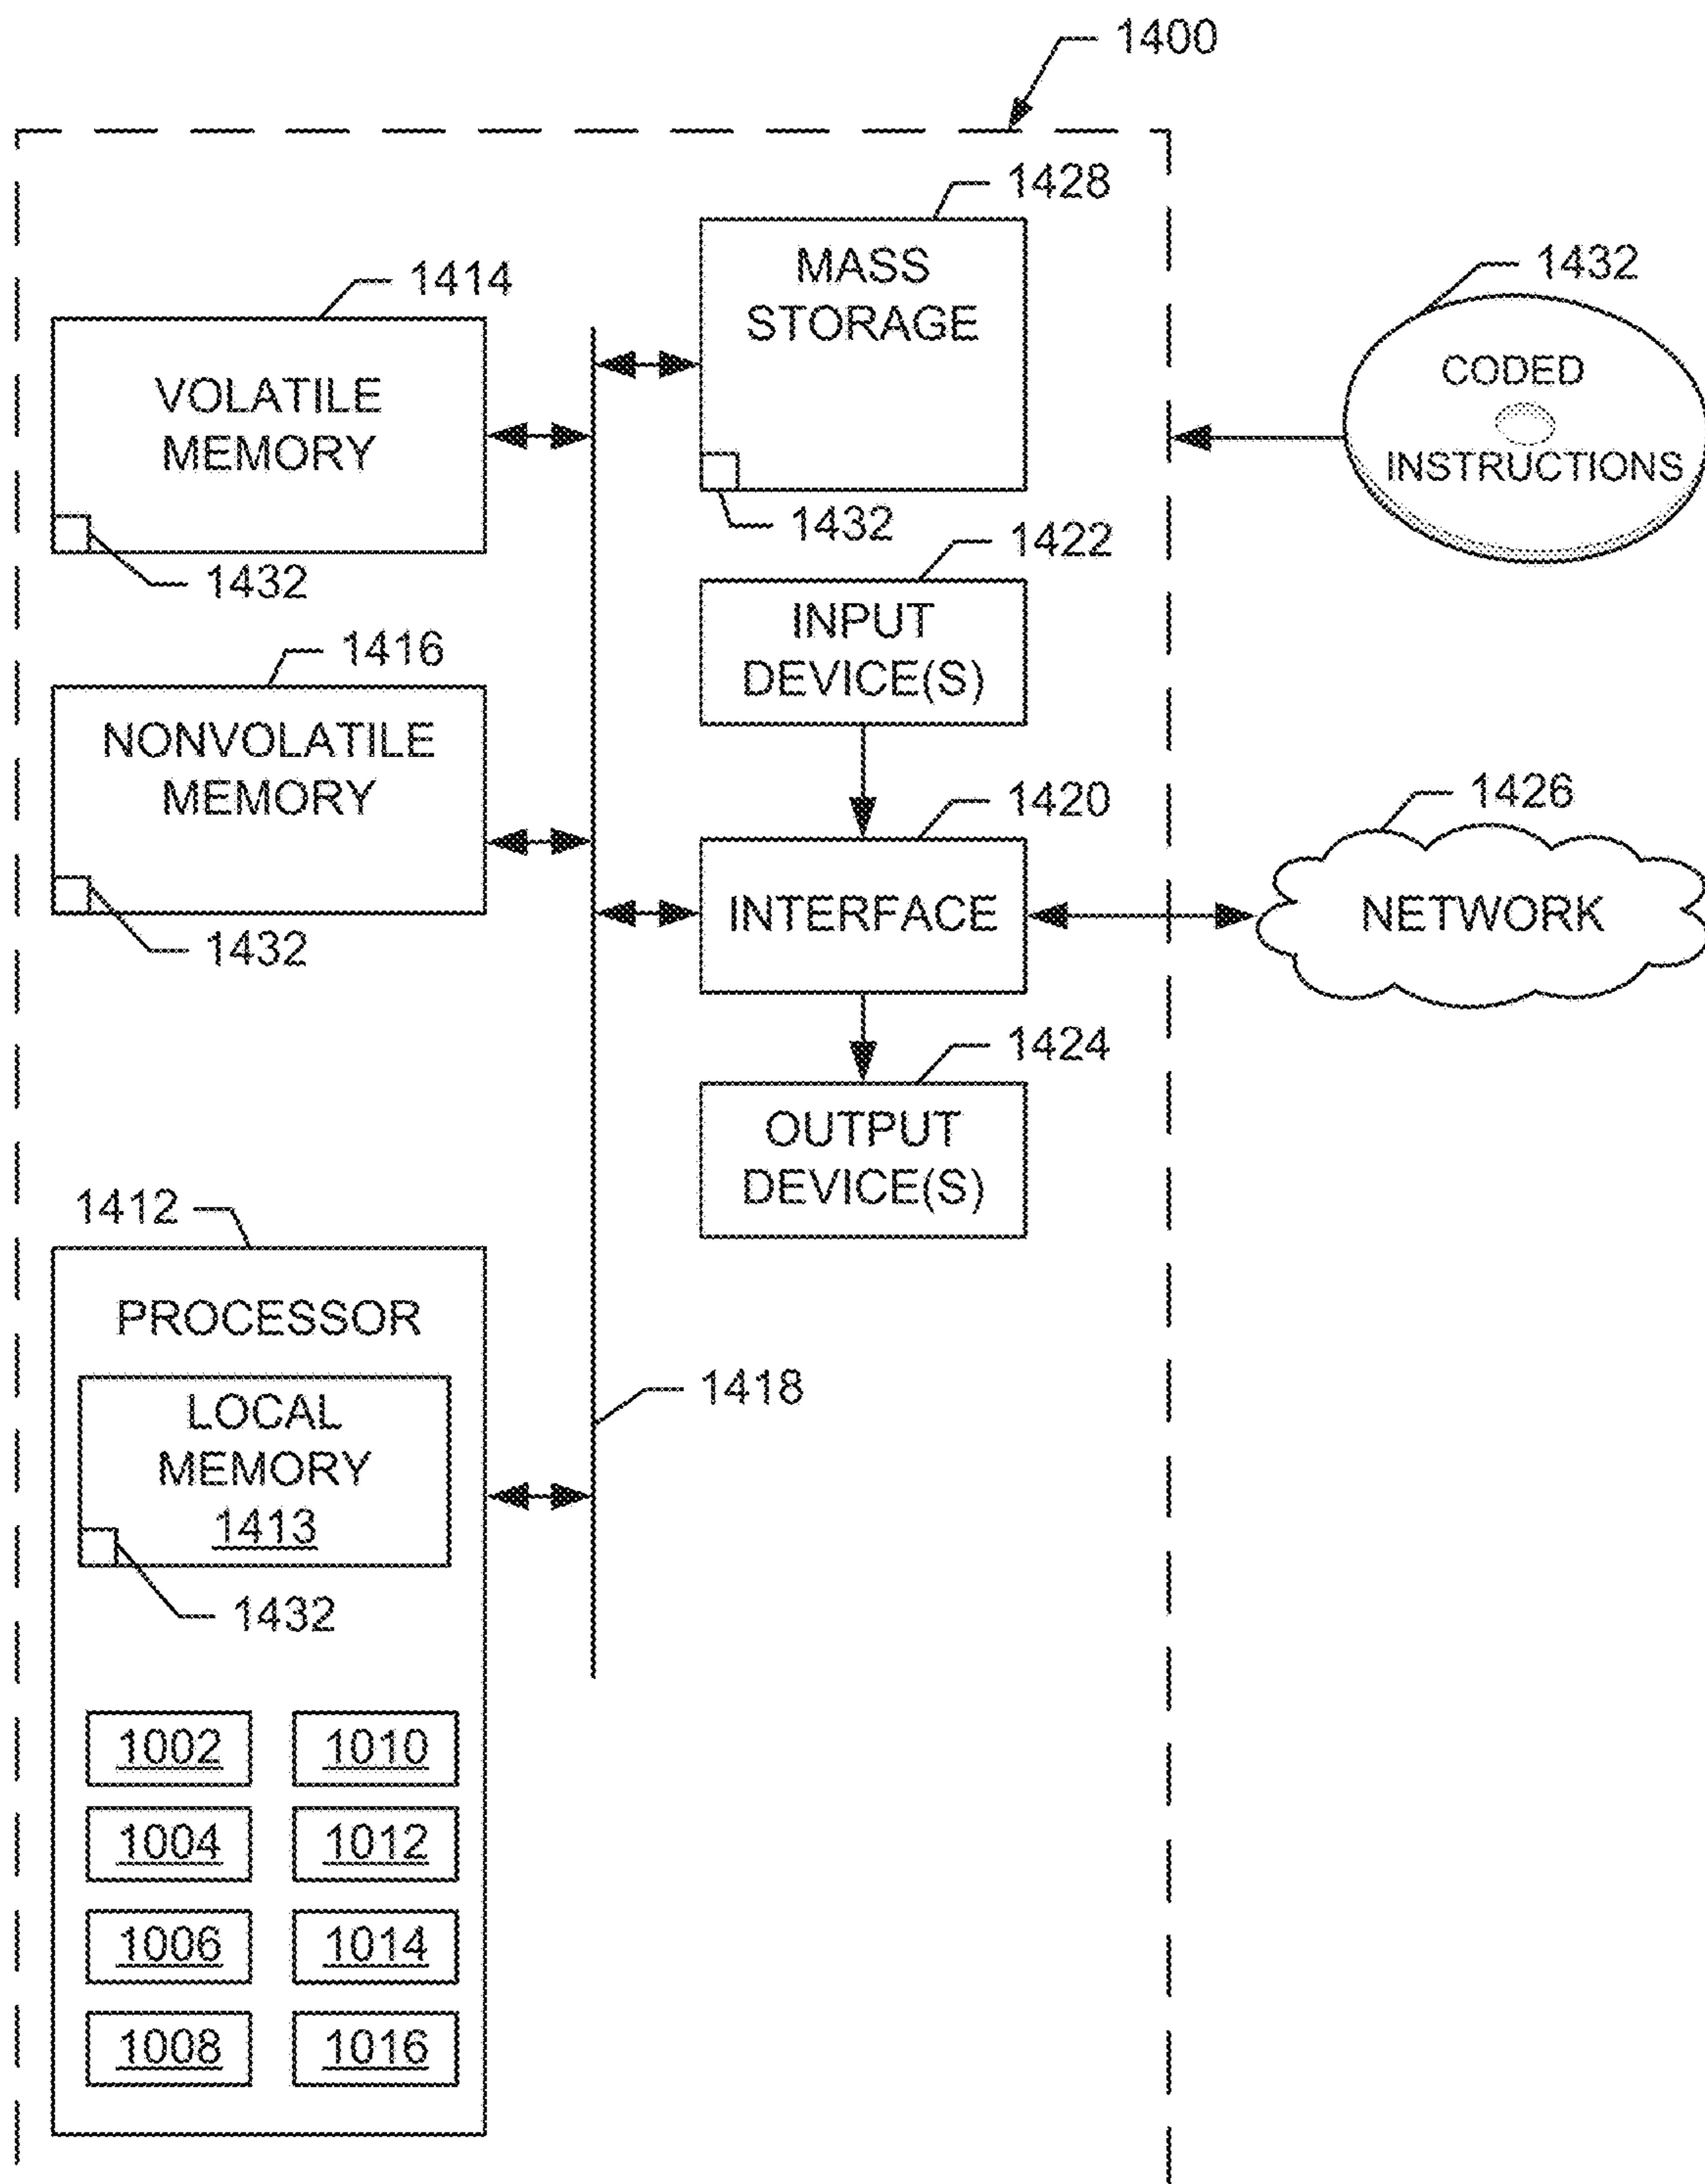 1400
1428
MASS
STORAGE
1432
1414
VOLATILE
MEMORY
1432
1432
CODED
INSTRUCTIONS
1422
INPUT
DEVICE(S)
1416
NONVOLATILE
MEMORY
1432
1420
INTERFACE
1426
NETWORK
1424
OUTPUT
DEVICE(S)
1412
PROCESSOR
LOCAL
MEMORY
1413
1432
1418
1002
1010
1004
1012
1006
1014
1008
1016